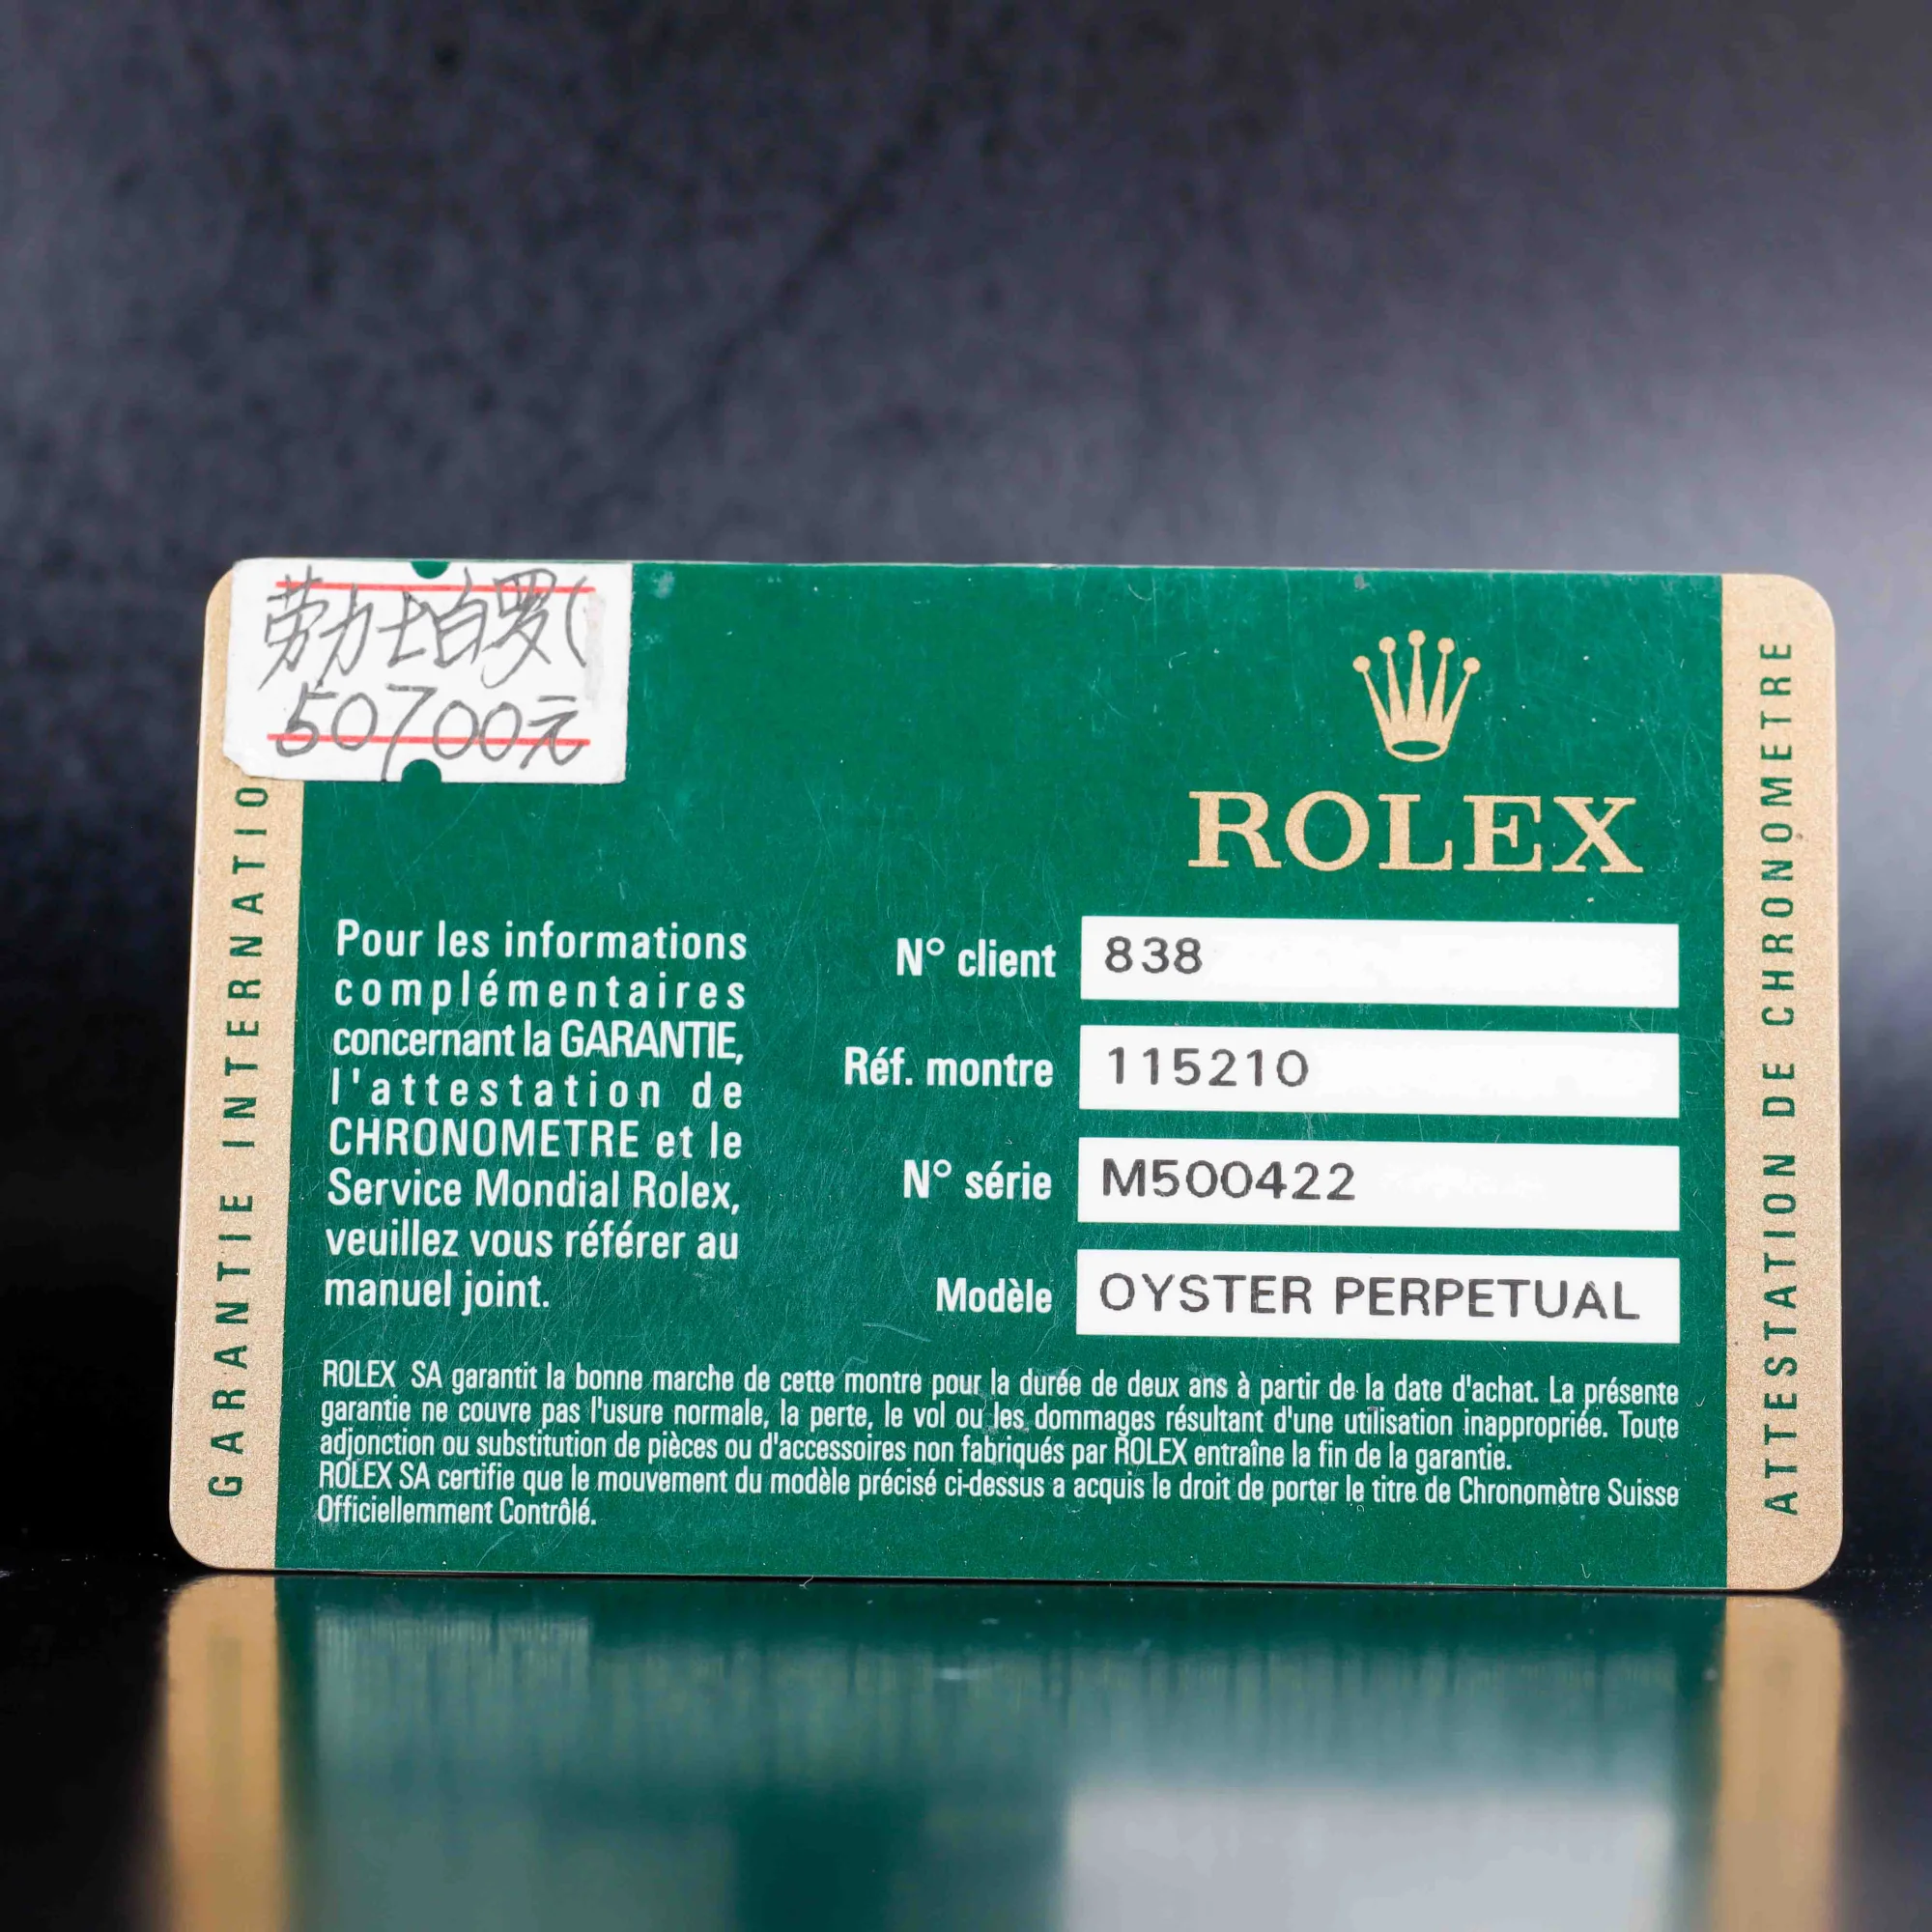 劳力士白罗(
50700元
ROLEX
Pour les informations
complémentaires
concernant la GARANTIE,
l'attestation de
CHRONOMETRE et le
Service Mondial Rolex,
veuillez vous référer au
manuel joint.
N° client 838
Réf. montre 115210
N° série M500422
Modèle OYSTER PERPETUAL
ROLEX SA garantit la bonne marche de cette montre pour la durée de deux ans à partir de la date d'achat. La présente
garantie ne couvre pas l'usure normale, la perte, le vol ou les dommages résultant d'une utilisation inappropriée. Toute
adjonction ou substitution de pièces ou d'accessoires non fabriqués par ROLEX entraîne la fin de la garantie.
ROLEX SA certifie que le mouvement du modèle précisé ci-dessus a acquis le droit de porter le titre de Chronomètre Suisse
Officiellemment Contrôlé.
GARANTIE INTERNATIO
ATTESTATION DE CHRONOMETRE